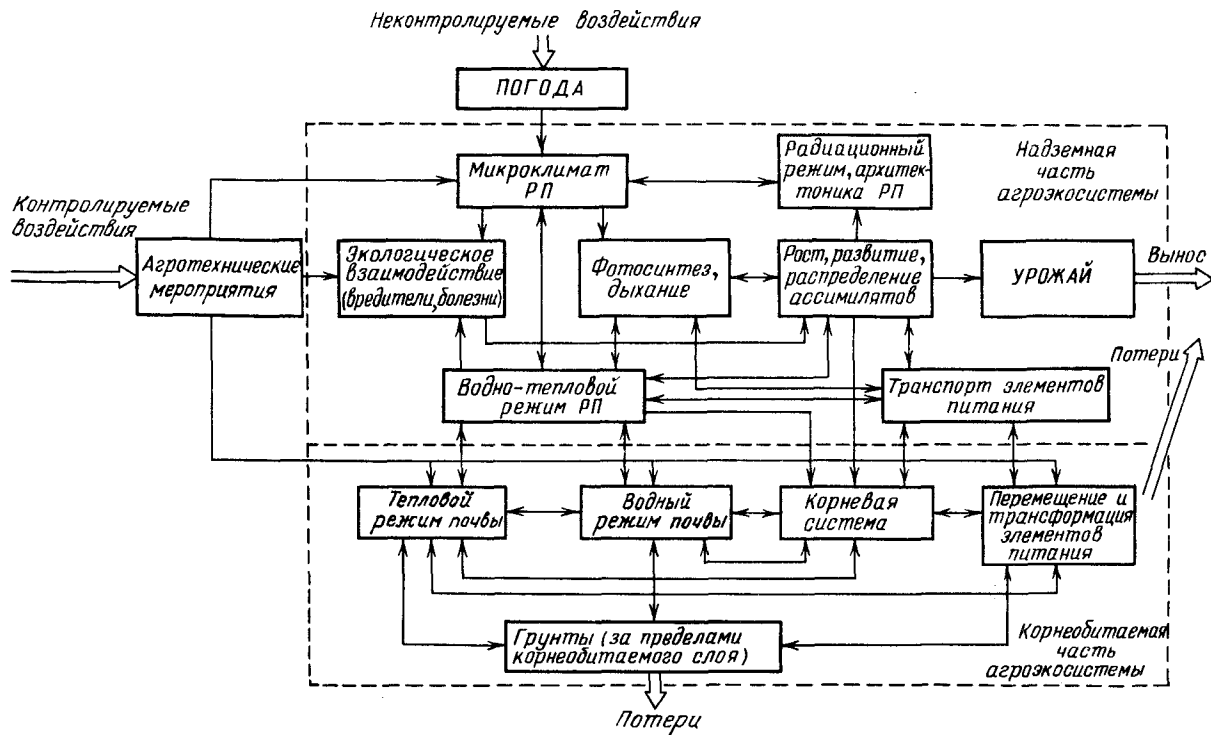 Неконтролируемые воздействия
ПОГОДА
Микроклимат
РП
Радиационный
режим, архитек-
тоника РП
Надземная
часть
агроэкосистемы
Контролируемые
воздействия
Агротехнические
мероприятия
Экологическое
взаимодействие
(вредители, болезни)
Фотосинтез,
дыхание
Рост, развитие,
распределение
ассимилятов
УРОЖАЙ
Вынос
Потери
Водно-тепловой
режим РП
Транспорт элементов
питания
Тепловой
режим почвы
Водный
режим почвы
Корневая
система
Перемещение и
трансформация
элементов
питания
Грунты (за пределами
корнеобитаемого слоя)
Корнеобитаемая
часть
агроэкосистемы
Потери